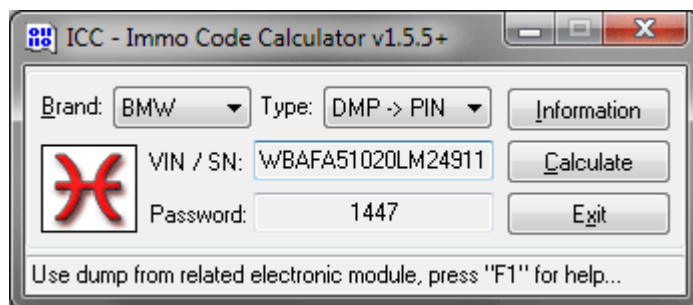 ICC - Immo Code Calculator v1.5.5+
Brand: BMW Type: DMP -> PIN Information
VIN / SN: WBAFA51020LM24911 Calculate
Password: 1447 Exit
Use dump from related electronic module, press "F1" for help...